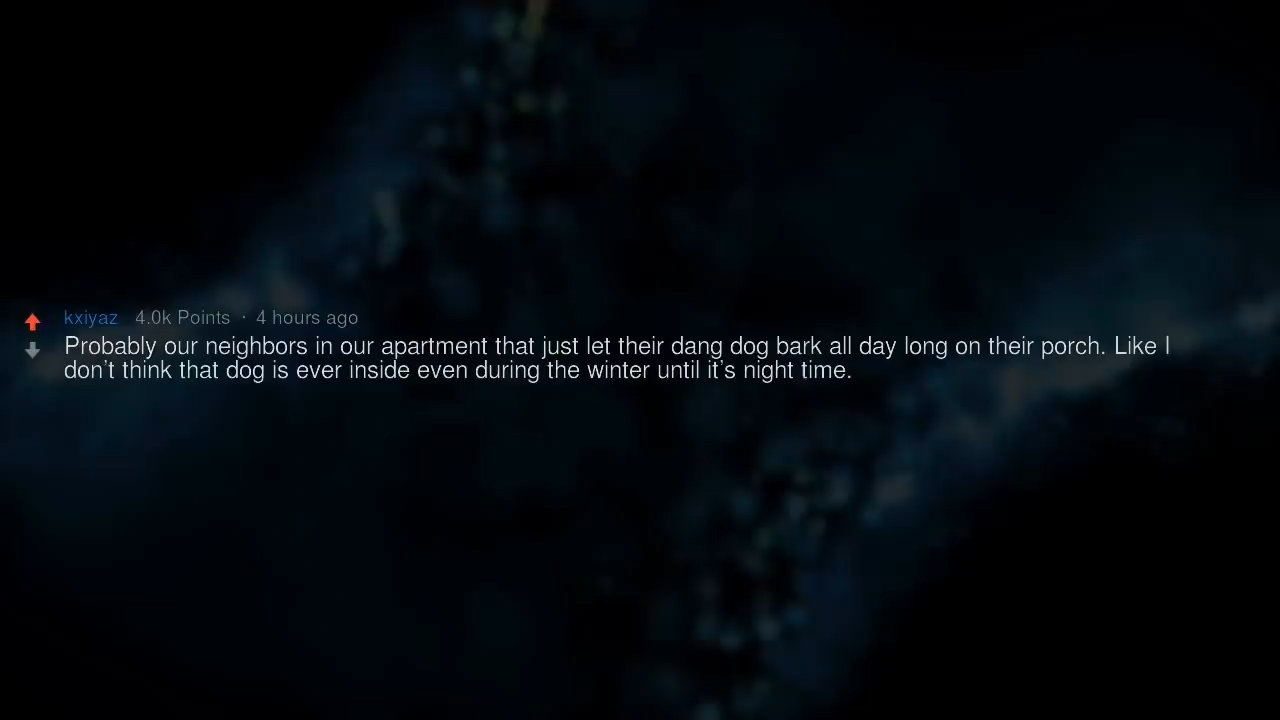 kxiyaz 4.0k Points · 4 hours ago
Probably our neighbors in our apartment that just let their dang dog bark all day long on their porch. Like I
don't think that dog is ever inside even during the winter until it's night time.